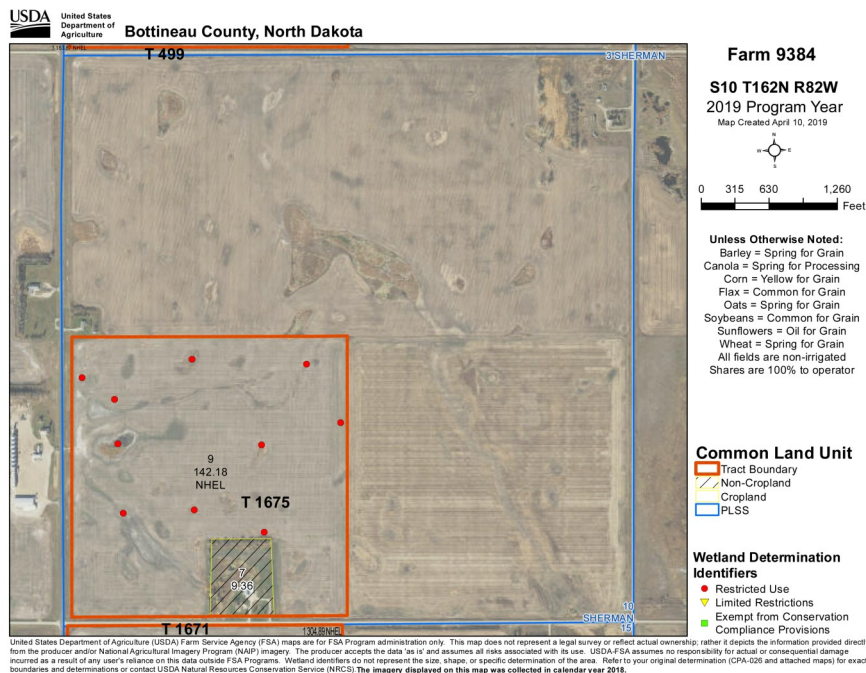 USDA
United States
Department of
Agriculture
Bottineau County, North Dakota
T 499
3 SHERMAN
9
142.18
NHEL
T 1675
7
9.36
10
SHERMAN
15
T 1671
1304.89 NHEL
Farm 9384
S10 T162N R82W
2019 Program Year
Map Created April 10, 2019
N
W E
S
0 315 630 1,260
Feet
Unless Otherwise Noted:
Barley = Spring for Grain
Canola = Spring for Processing
Corn = Yellow for Grain
Flax = Common for Grain
Oats = Spring for Grain
Soybeans = Common for Grain
Sunflowers = Oil for Grain
Wheat = Spring for Grain
All fields are non-irrigated
Shares are 100% to operator
Common Land Unit
Tract Boundary
Non-Cropland
Cropland
PLSS
Wetland Determination
Identifiers
Restricted Use
Limited Restrictions
Exempt from Conservation
Compliance Provisions
United States Department of Agriculture (USDA) Farm Service Agency (FSA) maps are for FSA Program administration only. This map does not represent a legal survey or reflect actual ownership; rather it depicts the information provided directl
from the producer and/or National Agricultural Imagery Program (NAIP) imagery. The producer accepts the data 'as is' and assumes all risks associated with its use. USDA-FSA assumes no responsibility for actual or consequential damage
incurred as a result of any user's reliance on this data outside FSA Programs. Wetland identifiers do not represent the size, shape, or specific determination of the area. Refer to your original determination (CPA-026 and attached maps) for exac
boundaries and determinations or contact USDA Natural Resources Conservation Service (NRCS). The imagery displayed on this map was collected in calendar year 2018.